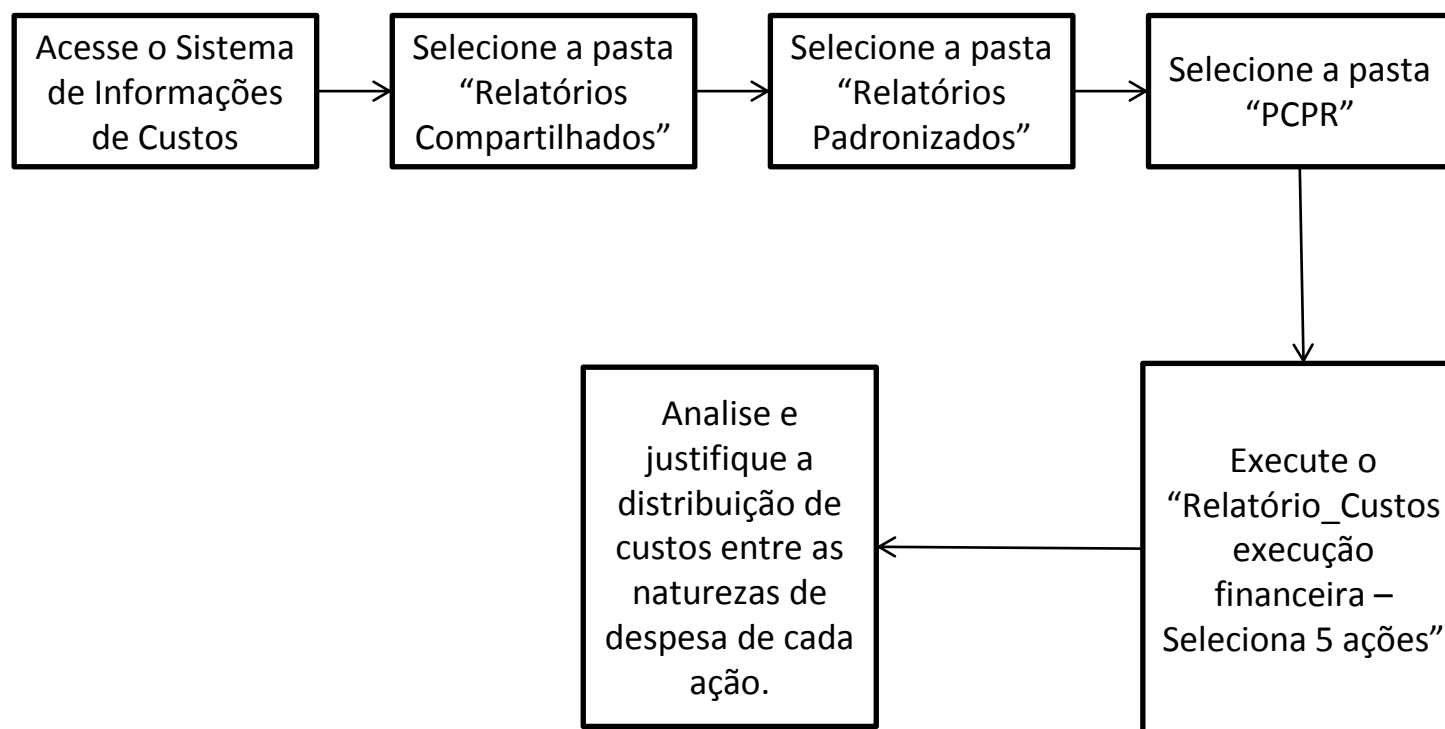 Acesse o Sistema
de Informações
de Custos
Selecione a pasta
“Relatórios
Compartilhados”
Selecione a pasta
“Relatórios
Padronizados”
Selecione a pasta
“PCPR”
Execute o
“Relatório_Custos
execução
financeira –
Seleciona 5 ações”
Analise e
justifique a
distribuição de
custos entre as
naturezas de
despesa de cada
ação.